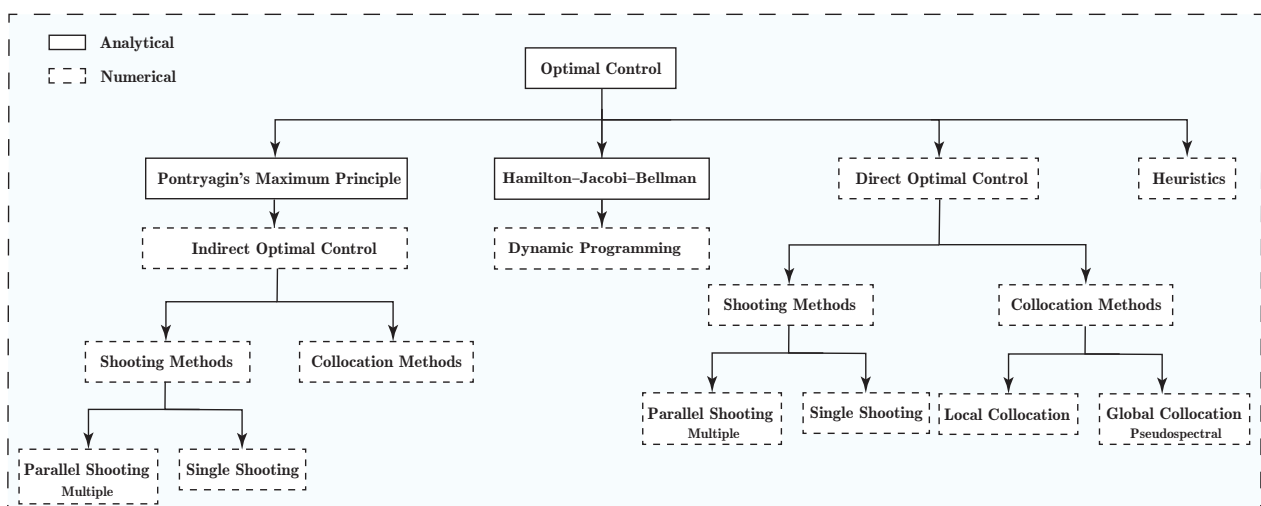 Analytical
Numerical
Optimal Control
Pontryagin's Maximum Principle
Hamilton–Jacobi–Bellman
Direct Optimal Control
Heuristics
Indirect Optimal Control
Dynamic Programming
Shooting Methods
Collocation Methods
Shooting Methods
Collocation Methods
Parallel Shooting
Multiple
Single Shooting
Local Collocation
Global Collocation
Pseudospectral
Parallel Shooting
Multiple
Single Shooting